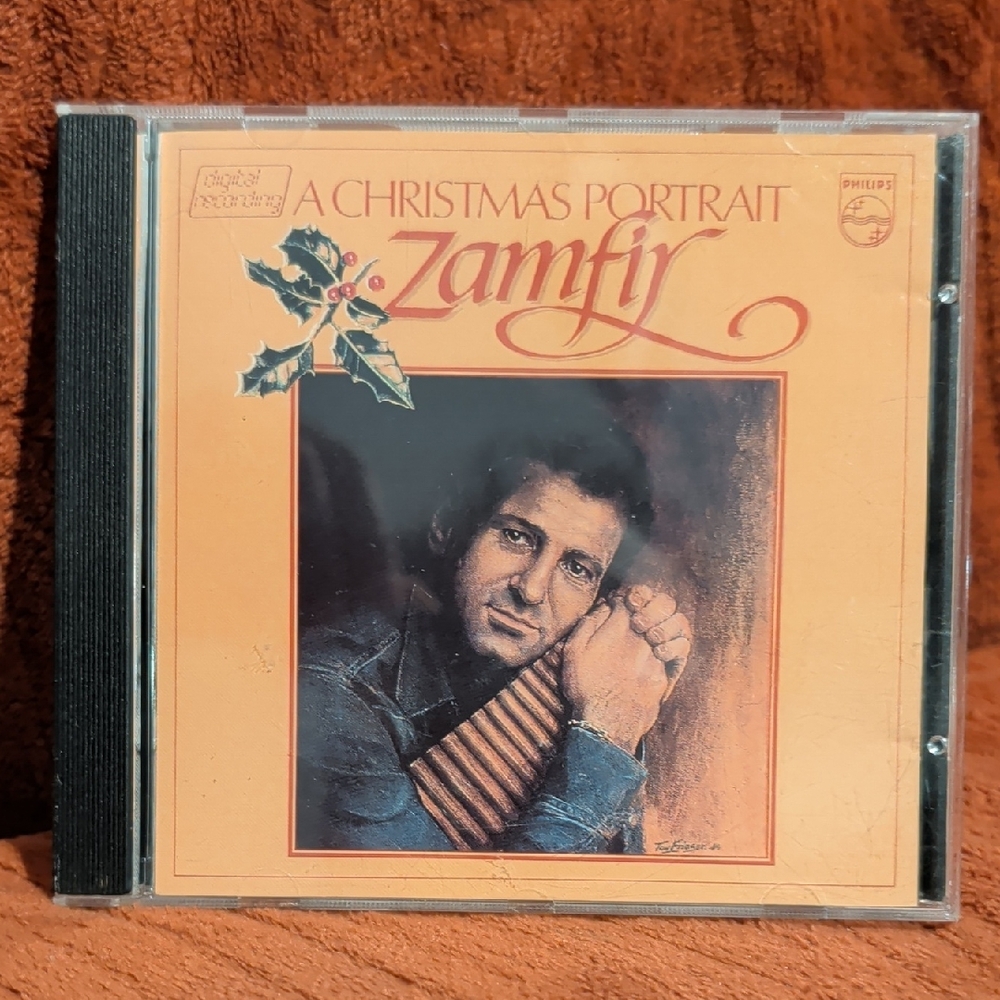 digital
recording
A CHRISTMAS PORTRAIT
PHILIPS
Zamfir